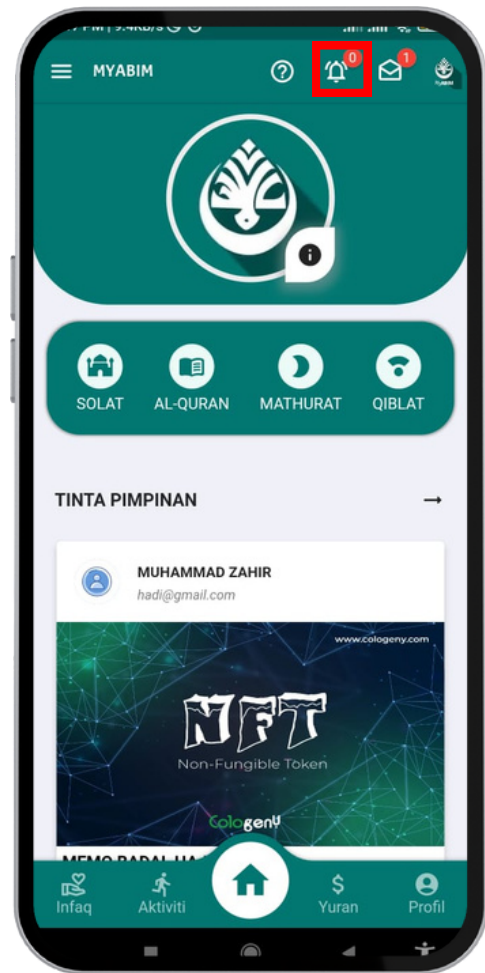 MYABIM
0
1
SOLAT AL-QURAN MATHURAT QIBLAT
TINTA PIMPINAN →
MUHAMMAD ZAHIR
hadi@gmail.com
www.cologeny.com
NFT
Non-Fungible Token
Cologeny
Infaq Aktiviti Yuran Profil